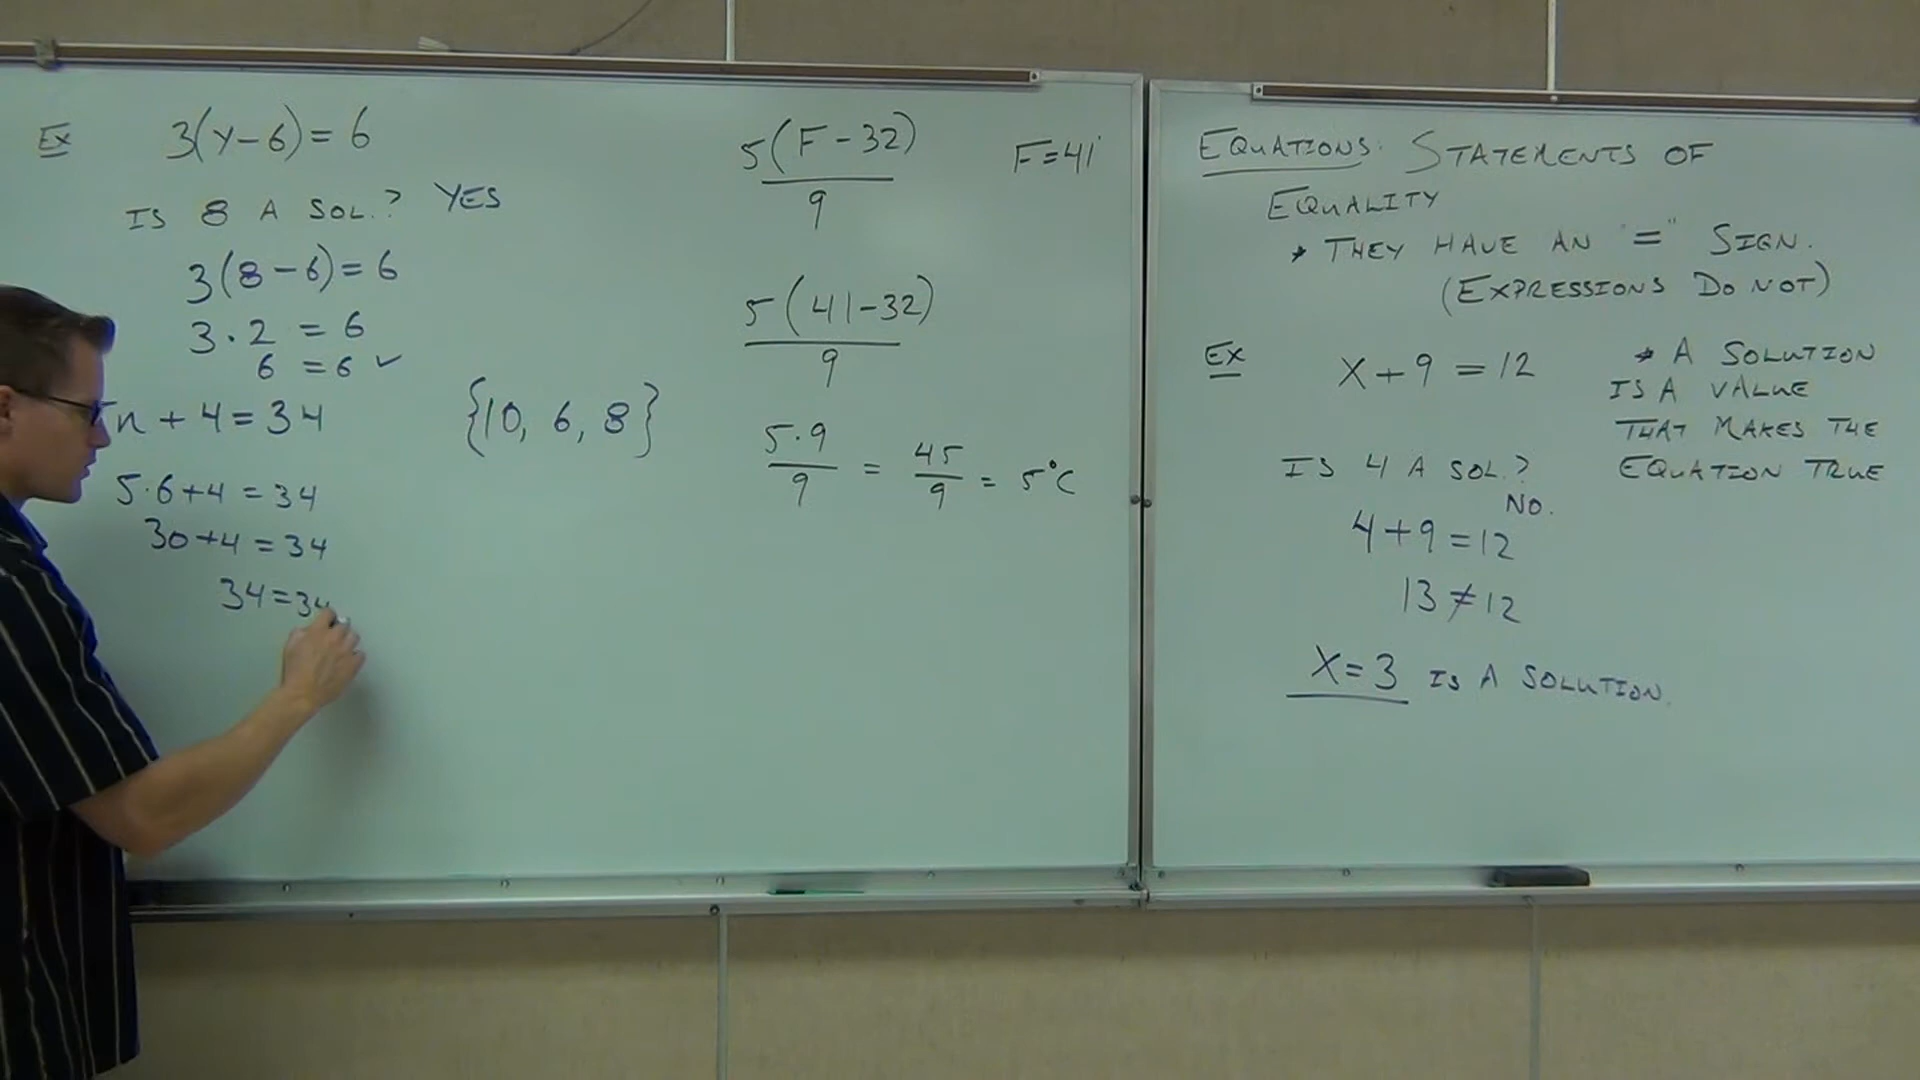 Ex 3(Y-6)=6
IS 8 A SOL.? YES
3(8-6)=6
3·2 =6
6 =6 ✓
n+4=34 {10, 6, 8}
5·6+4=34
30+4=34
34=34
5(F-32)/9 F=41°
5(41-32)/9
5·9/9 = 45/9 = 5°C
EQUATIONS: STATEMENTS OF
EQUALITY
* THEY HAVE AN "=" SIGN.
(EXPRESSIONS DO NOT)
EX X+9=12
IS 4 A SOL.?
NO.
4+9=12
13≠12
X=3 IS A SOLUTION.
* A SOLUTION
IS A VALUE
THAT MAKES THE
EQUATION TRUE